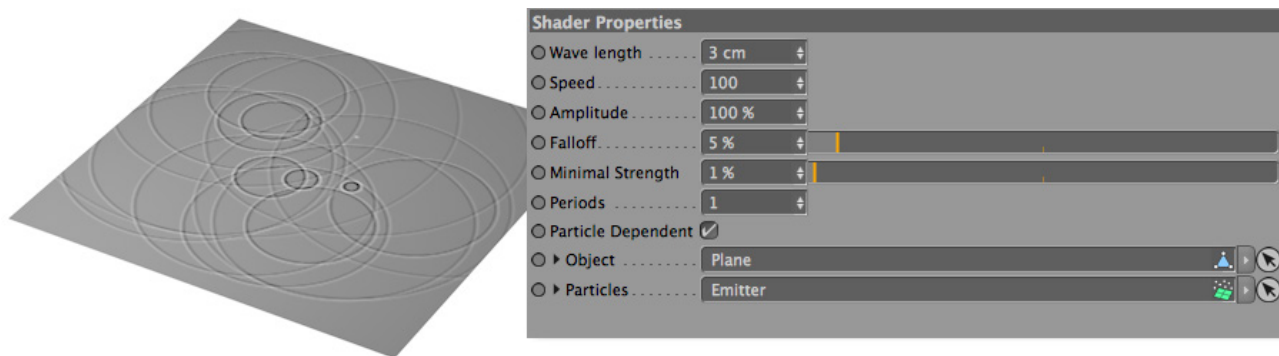 Shader Properties
Wave length . . . . . . 3 cm
Speed. . . . . . . . . . . . 100
Amplitude . . . . . . . . 100 %
Falloff. . . . . . . . . . . . 5 %
Minimal Strength 1 %
Periods . . . . . . . . . . 1
Particle Dependent
Object . . . . . . . . . Plane
Particles . . . . . . . . Emitter